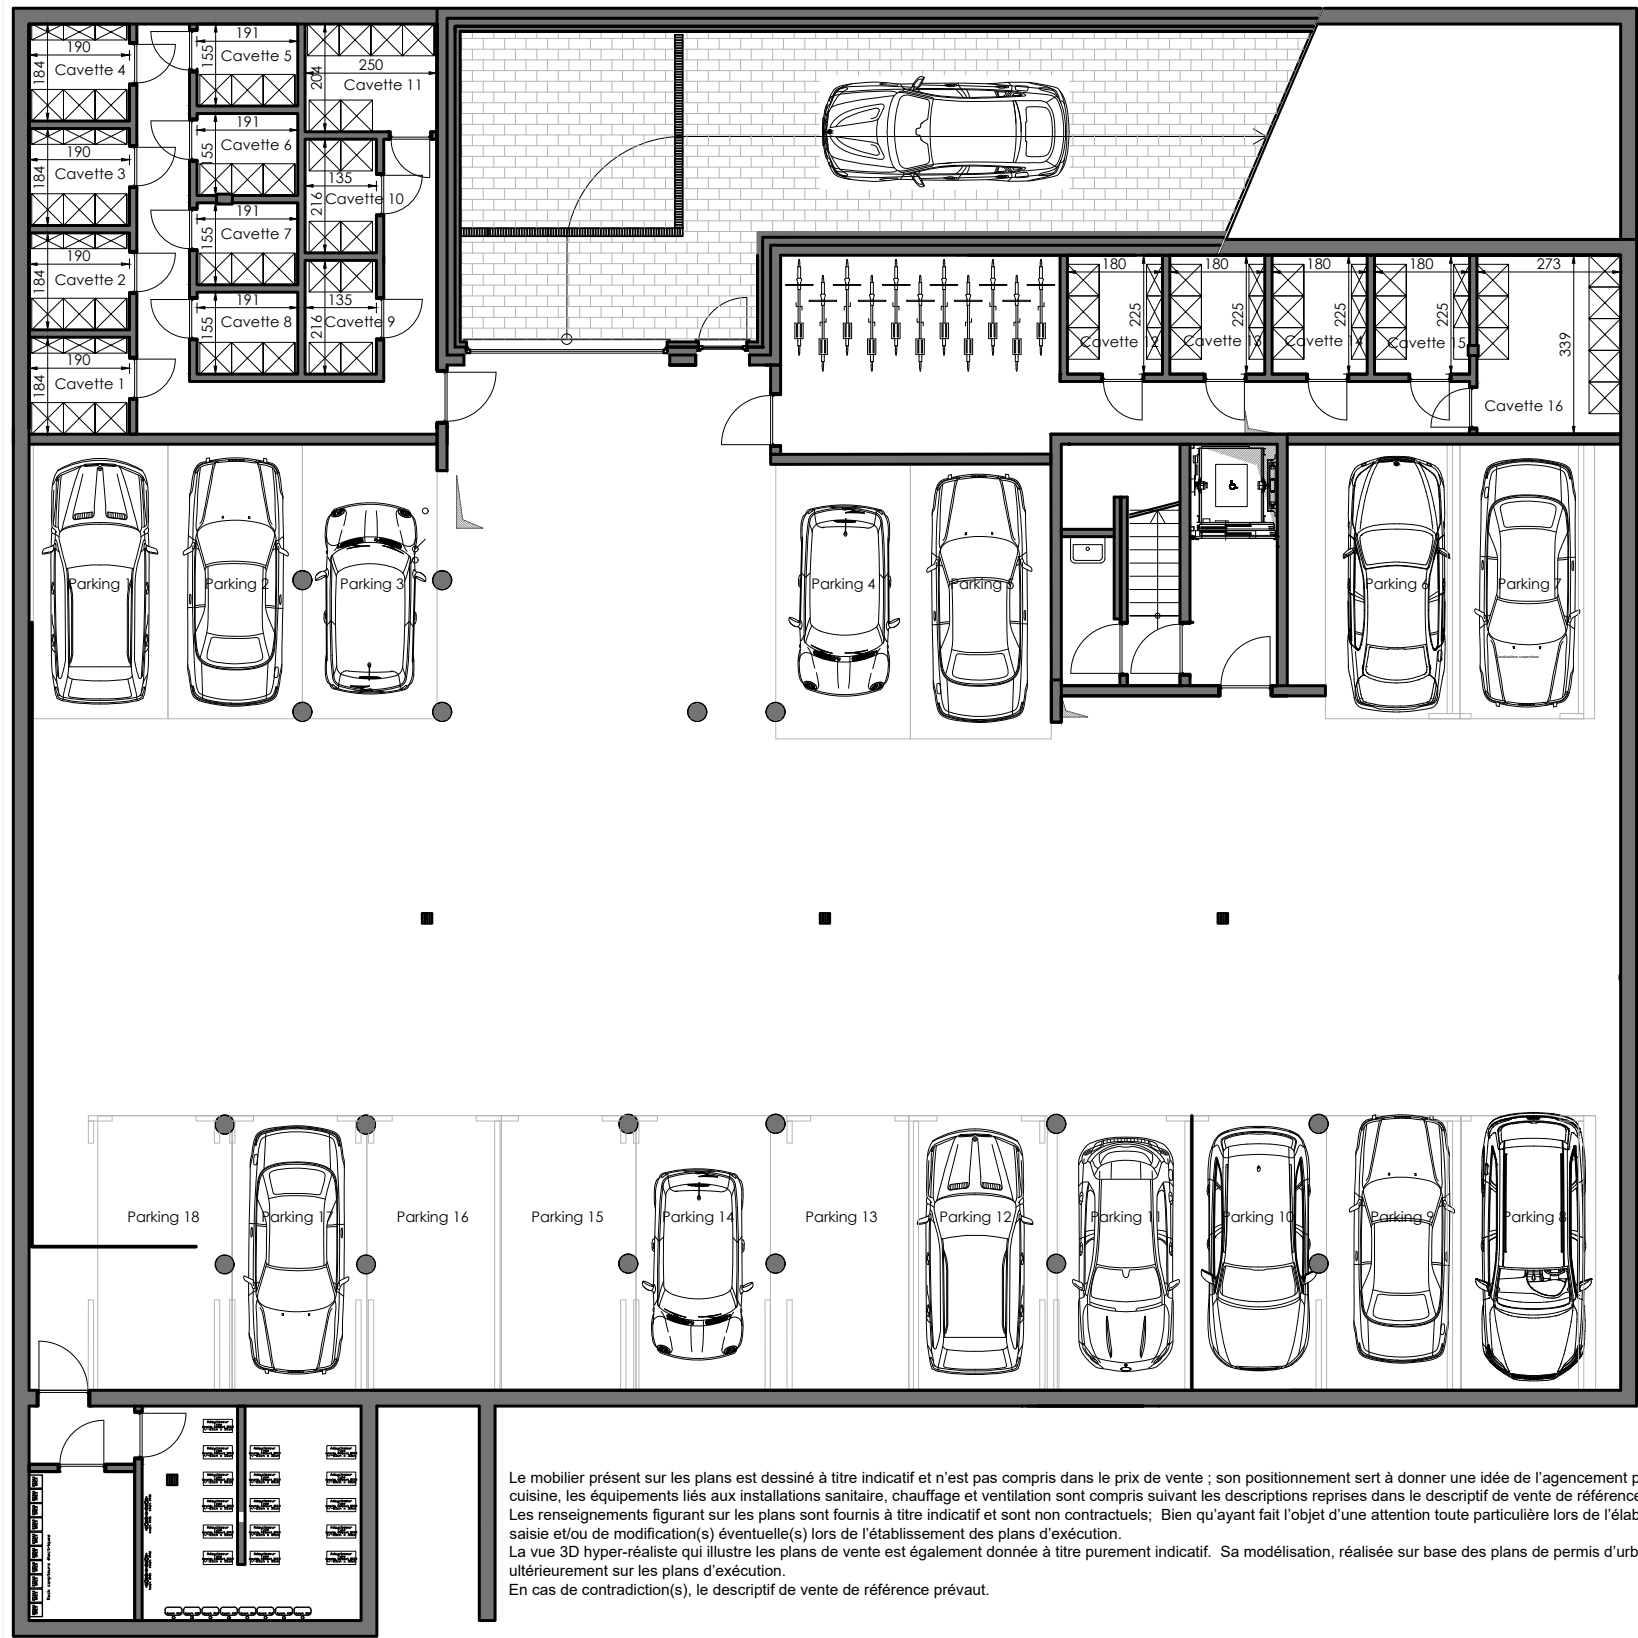 190
184
Cavette 4
191
155
Cavette 5
250
204
Cavette 11
190
184
Cavette 3
191
155
Cavette 6
135
216
Cavette 10
190
184
Cavette 2
191
155
Cavette 7
191
155
Cavette 8
135
216
Cavette 9
190
184
Cavette 1
180
225
Cavette 12
180
225
Cavette 13
180
225
Cavette 14
180
225
Cavette 15
273
339
Cavette 16
Parking 1
Parking 2
Parking 3
Parking 4
Parking 5
Parking 6
Parking 7
Parking 18
Parking 17
Parking 16
Parking 15
Parking 14
Parking 13
Parking 12
Parking 11
Parking 10
Parking 9
Parking 8
Le mobilier présent sur les plans est dessiné à titre indicatif et n'est pas compris dans le prix de vente ; son positionnement sert à donner une idée de l'agencement p
cuisine, les équipements liés aux installations sanitaire, chauffage et ventilation sont compris suivant les descriptions reprises dans le descriptif de vente de référence
Les renseignements figurant sur les plans sont fournis à titre indicatif et sont non contractuels; Bien qu'ayant fait l'objet d'une attention toute particulière lors de l'élab
saisie et/ou de modification(s) éventuelle(s) lors de l'établissement des plans d'exécution.
La vue 3D hyper-réaliste qui illustre les plans de vente est également donnée à titre purement indicatif. Sa modélisation, réalisée sur base des plans de permis d'urb
ultérieurement sur les plans d'exécution.
En cas de contradiction(s), le descriptif de vente de référence prévaut.